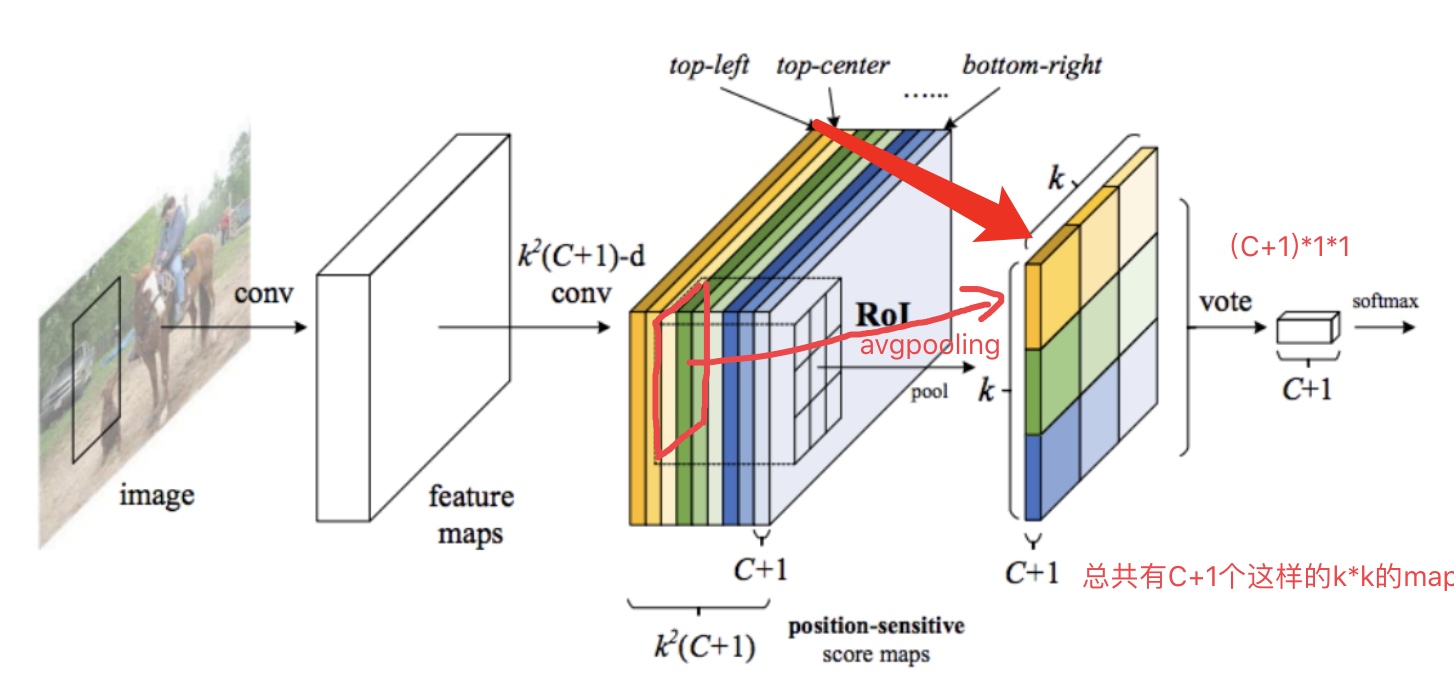 top-left top-center bottom-right
......
k
k²(C+1)-d
conv
(C+1)*1*1
conv
RoI
avgpooling
vote
softmax
pool
k
C+1
image
feature
maps
C+1
C+1
总共有C+1个这样的k*k的map
k²(C+1)
position-sensitive
score maps